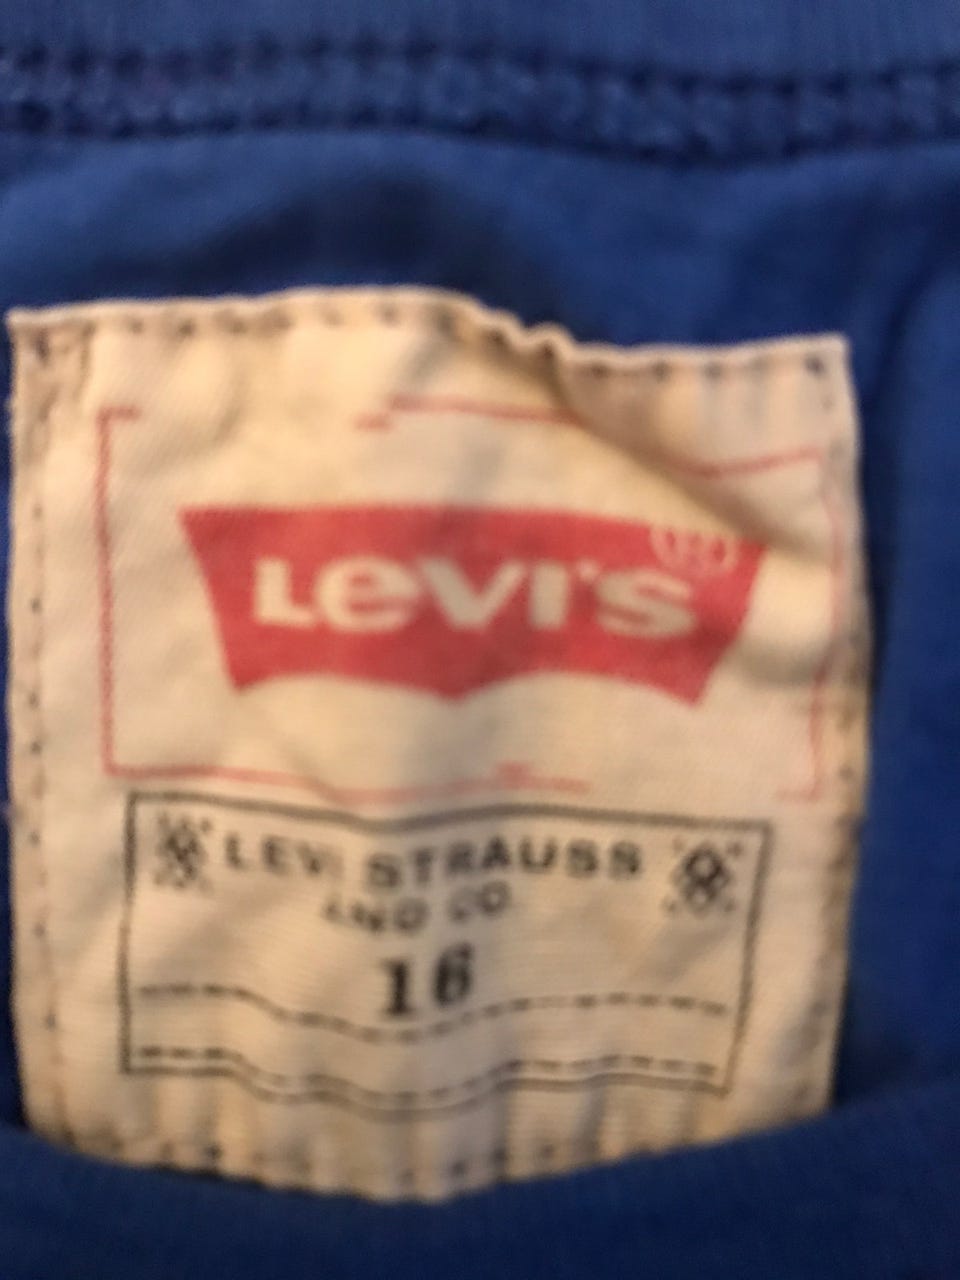 LEVI'S ®
LEVI STRAUSS
AND CO
16